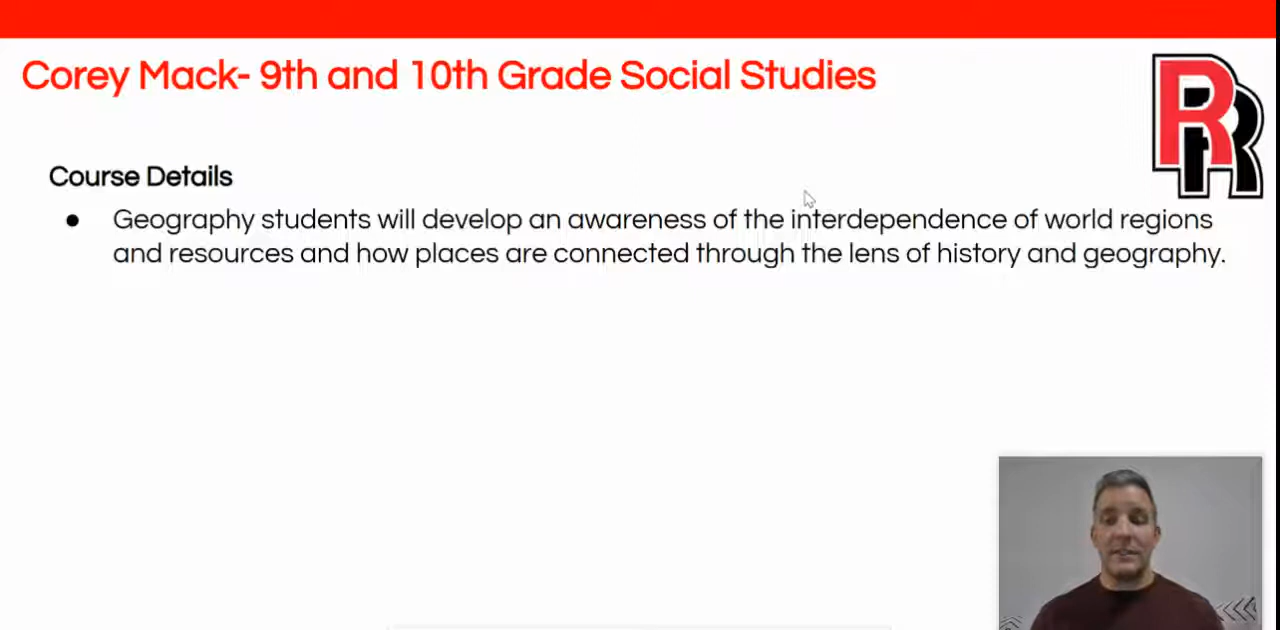 Corey Mack- 9th and 10th Grade Social Studies
RR
Course Details
● Geography students will develop an awareness of the interdependence of world regions
and resources and how places are connected through the lens of history and geography.